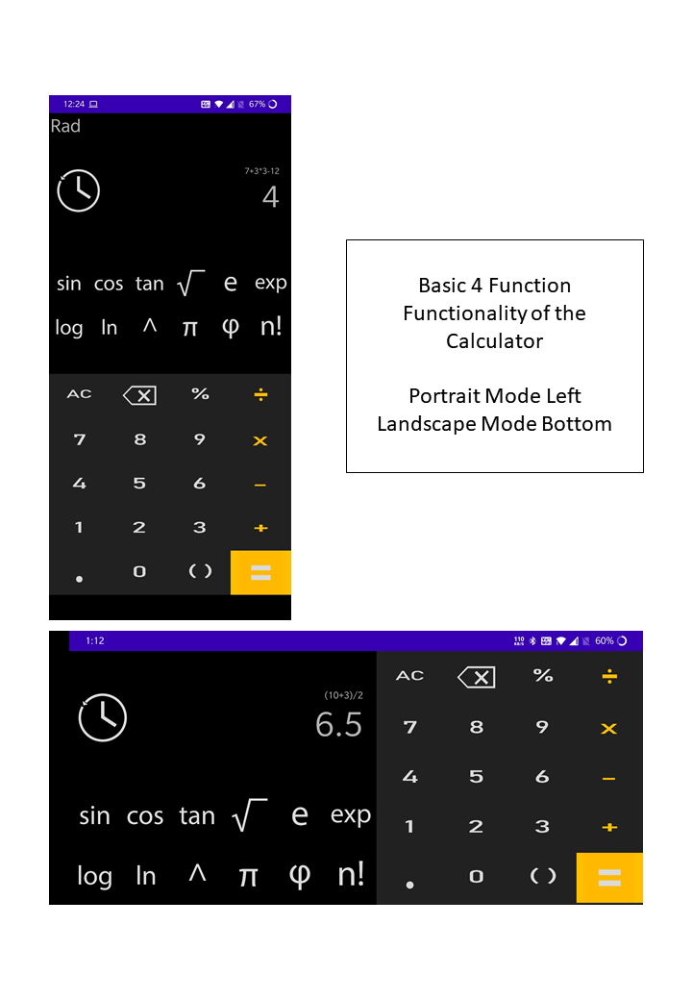 12:24 67%
Rad
7+3*3-12
4
sin cos tan √ e exp
log ln ^ π φ n!
AC X % ÷
7 8 9 x
4 5 6 −
1 2 3 +
. 0 ( ) =
Basic 4 Function
Functionality of the
Calculator
Portrait Mode Left
Landscape Mode Bottom
1:12 110 KB/S 60%
(10+3)/2
6.5
sin cos tan √ e exp
log ln ^ π φ n!
AC X % ÷
7 8 9 x
4 5 6 −
1 2 3 +
. 0 ( ) =